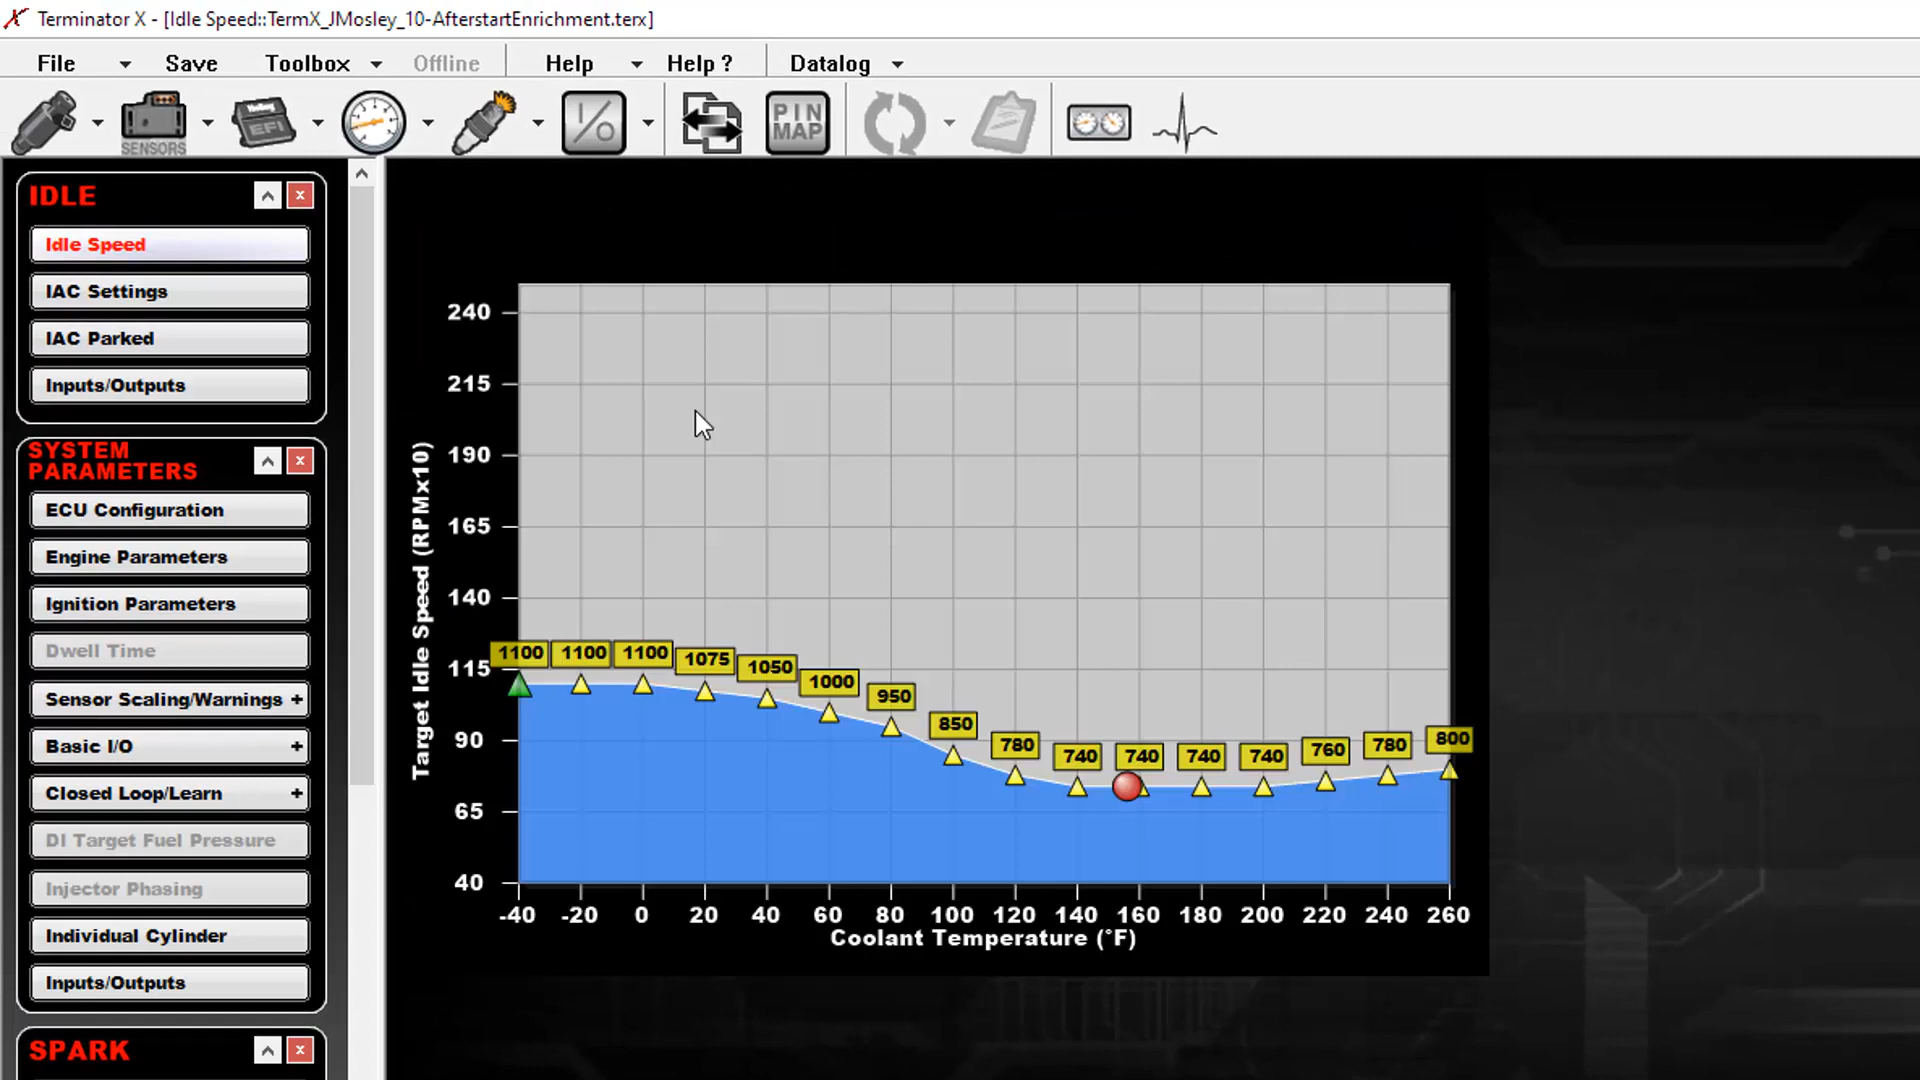 Terminator X - [Idle Speed::TermX_JMosley_10-AfterstartEnrichment.terx]
File Save Toolbox Offline Help Help ? Datalog
SENSORS
EFI
I/O
PIN
MAP
IDLE
Idle Speed
IAC Settings
IAC Parked
Inputs/Outputs
SYSTEM
PARAMETERS
ECU Configuration
Engine Parameters
Ignition Parameters
Dwell Time
Sensor Scaling/Warnings +
Basic I/O +
Closed Loop/Learn +
DI Target Fuel Pressure
Injector Phasing
Individual Cylinder
Inputs/Outputs
SPARK
Target Idle Speed (RPMx10)
240
215
190
165
140
115
90
65
40
1100 1100 1100 1075 1050 1000 950 850 780 740 740 740 740 760 780 800
-40 -20 0 20 40 60 80 100 120 140 160 180 200 220 240 260
Coolant Temperature (°F)